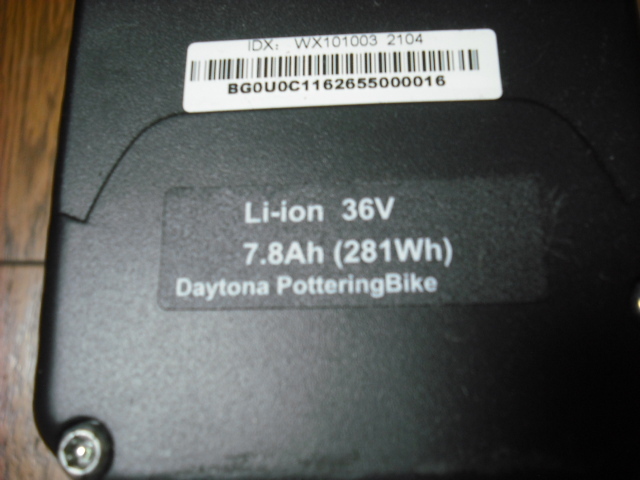 IDX: WX101003 2104
BG0U0C1162655000016
Li-ion 36V
7.8Ah (281Wh)
Daytona PotteringBike